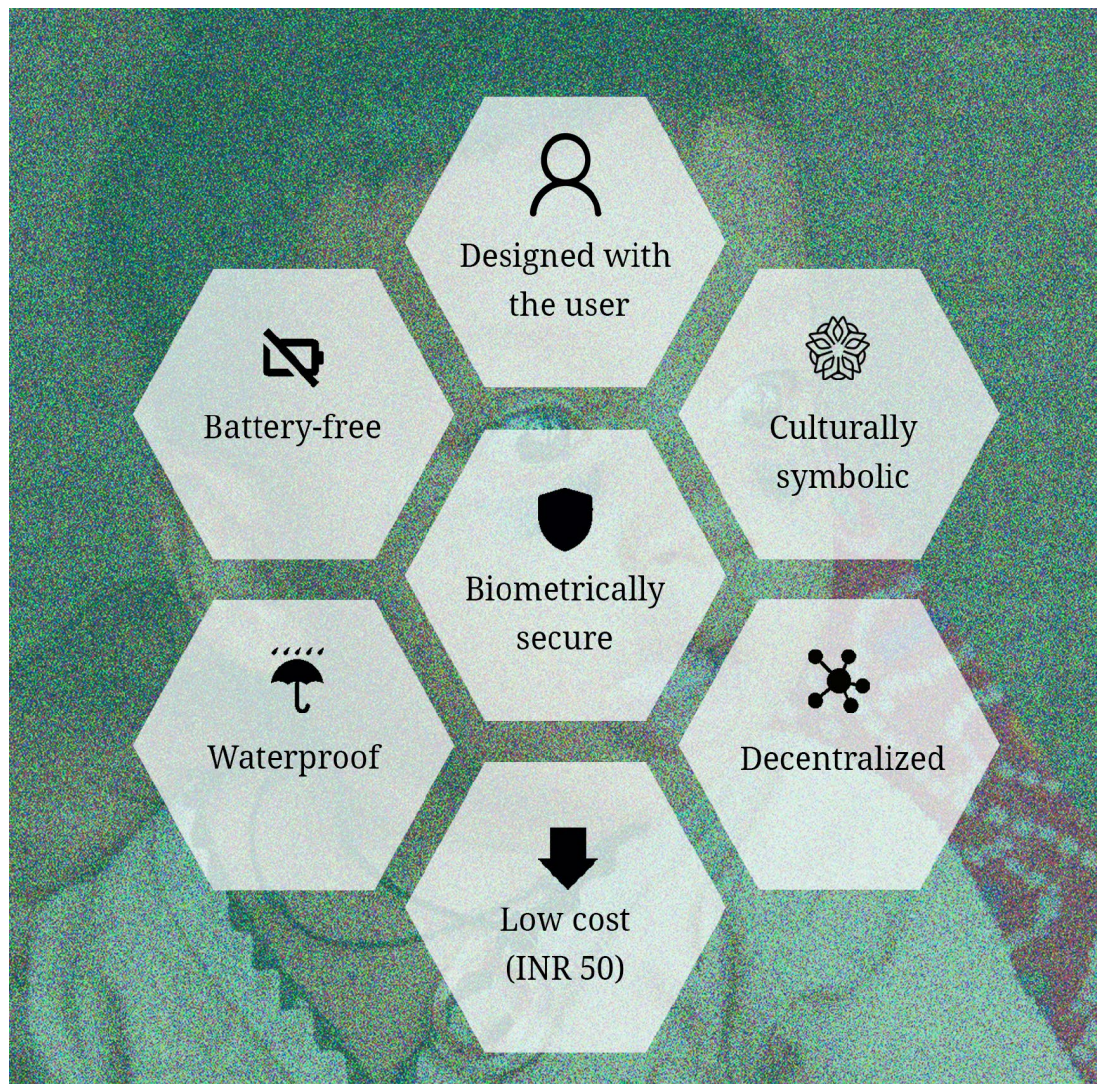 Designed with
the user
Battery-free
Culturally
symbolic
Biometrically
secure
Waterproof
Decentralized
Low cost
(INR 50)